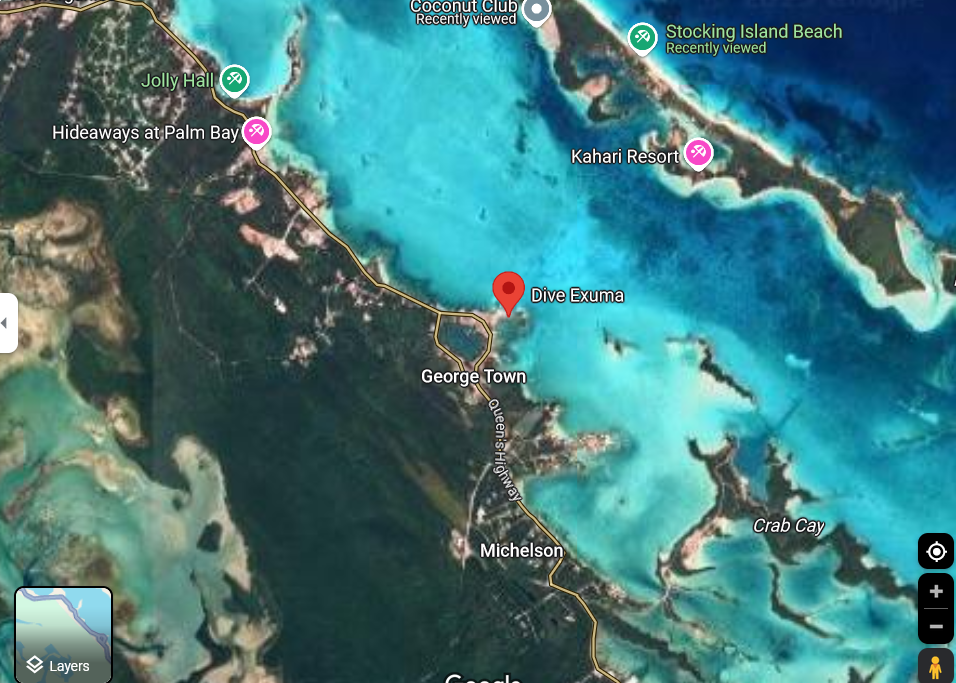 Coconut Club
Recently viewed
Stocking Island Beach
Recently viewed
Jolly Hall
Hideaways at Palm Bay
Kahari Resort
Dive Exuma
George Town
Queen's Highway
Crab Cay
Michelson
Layers
Google